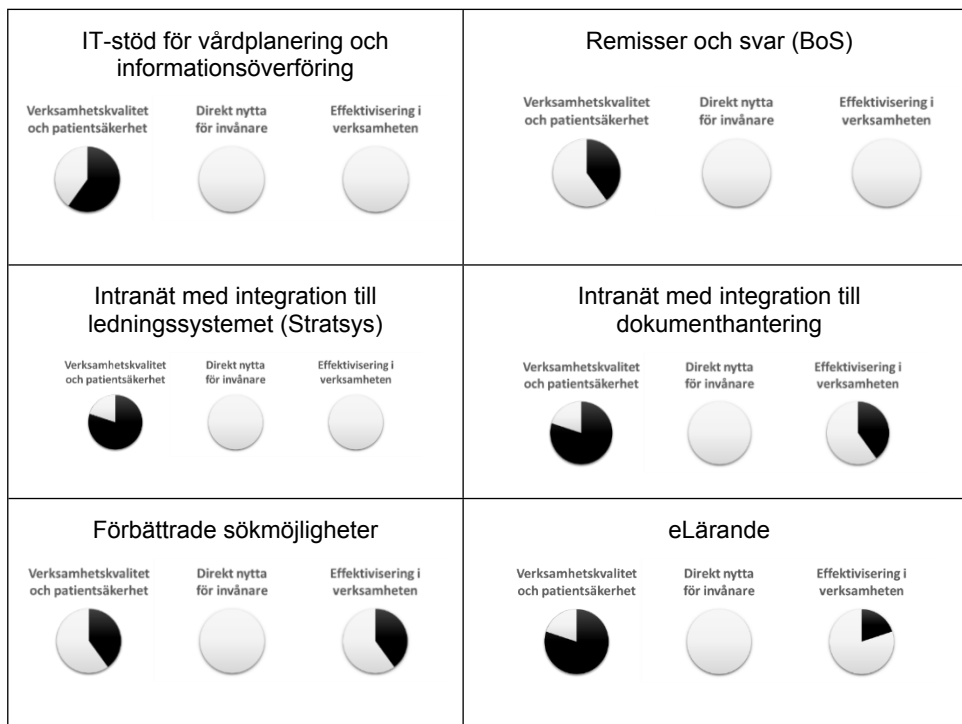 IT-stöd för vårdplanering och
informationsöverföring
Verksamhetskvalitet
och patientsäkerhet
Direkt nytta
för invånare
Effektivisering i
verksamheten
Remisser och svar (BoS)
Verksamhetskvalitet
och patientsäkerhet
Direkt nytta
för invånare
Effektivisering i
verksamheten
Intranät med integration till
ledningssystemet (Stratsys)
Verksamhetskvalitet
och patientsäkerhet
Direkt nytta
för invånare
Effektivisering i
verksamheten
Intranät med integration till
dokumenthantering
Verksamhetskvalitet
och patientsäkerhet
Direkt nytta
för invånare
Effektivisering i
verksamheten
Förbättrade sökmöjligheter
Verksamhetskvalitet
och patientsäkerhet
Direkt nytta
för invånare
Effektivisering i
verksamheten
eLärande
Verksamhetskvalitet
och patientsäkerhet
Direkt nytta
för invånare
Effektivisering i
verksamheten